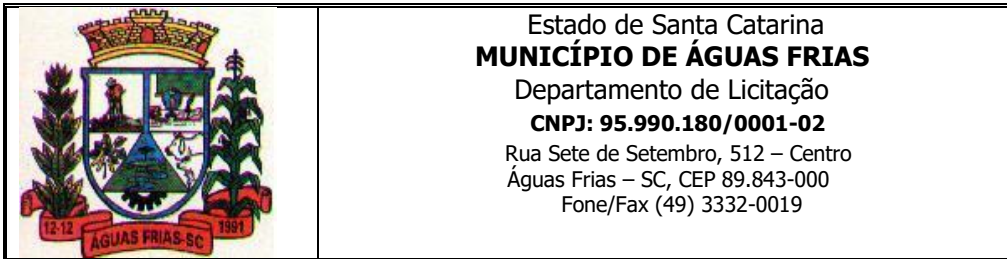 Estado de Santa Catarina
MUNICÍPIO DE ÁGUAS FRIAS
Departamento de Licitação
CNPJ: 95.990.180/0001-02
Rua Sete de Setembro, 512 – Centro
Águas Frias – SC, CEP 89.843-000
Fone/Fax (49) 3332-0019
12-12
ÁGUAS FRIAS-SC
1991